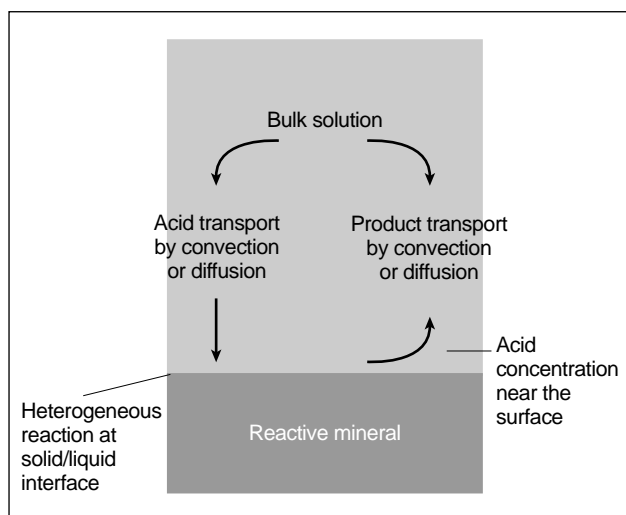 Bulk solution
Acid transport
by convection
or diffusion
Product transport
by convection
or diffusion
Acid
concentration
near the
surface
Heterogeneous
reaction at
solid/liquid
interface
Reactive mineral